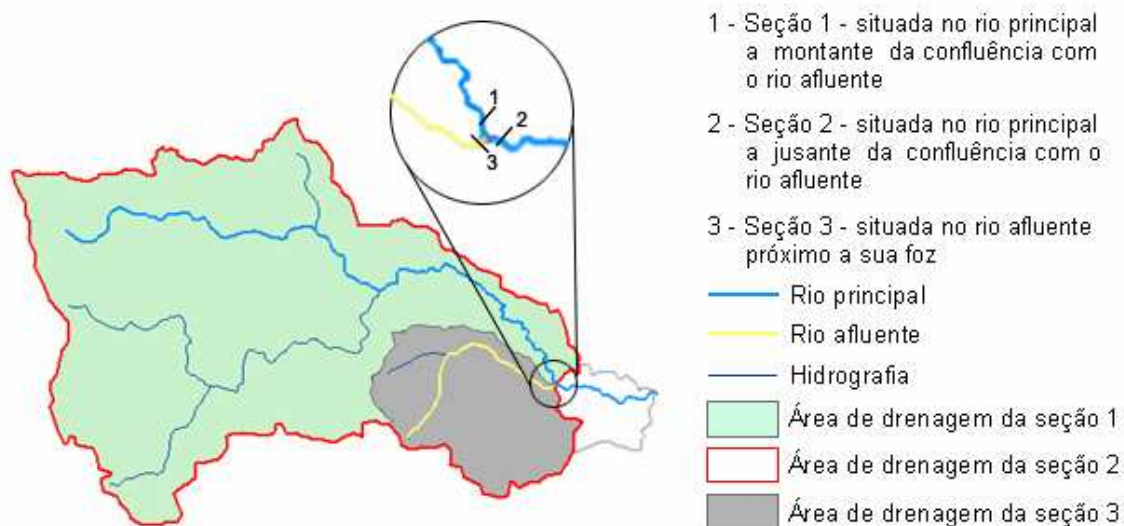 1
2
3
1 - Seção 1 - situada no rio principal
a montante da confluência com
o rio afluente
2 - Seção 2 - situada no rio principal
a jusante da confluência com o
rio afluente
3 - Seção 3 - situada no rio afluente
próximo a sua foz
Rio principal
Rio afluente
Hidrografia
Área de drenagem da seção 1
Área de drenagem da seção 2
Área de drenagem da seção 3